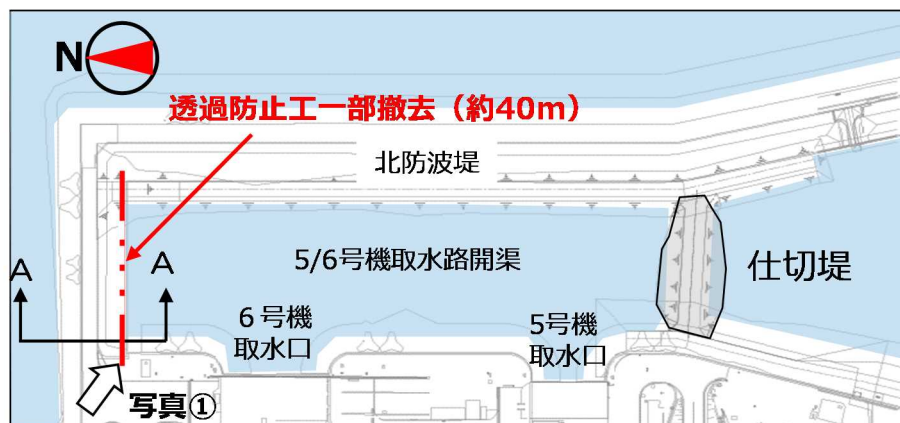 N
透過防止工一部撤去（約40m）
北防波堤
A
A
5/6号機取水路開渠
仕切堤
６号機
取水口
5号機
取水口
写真①